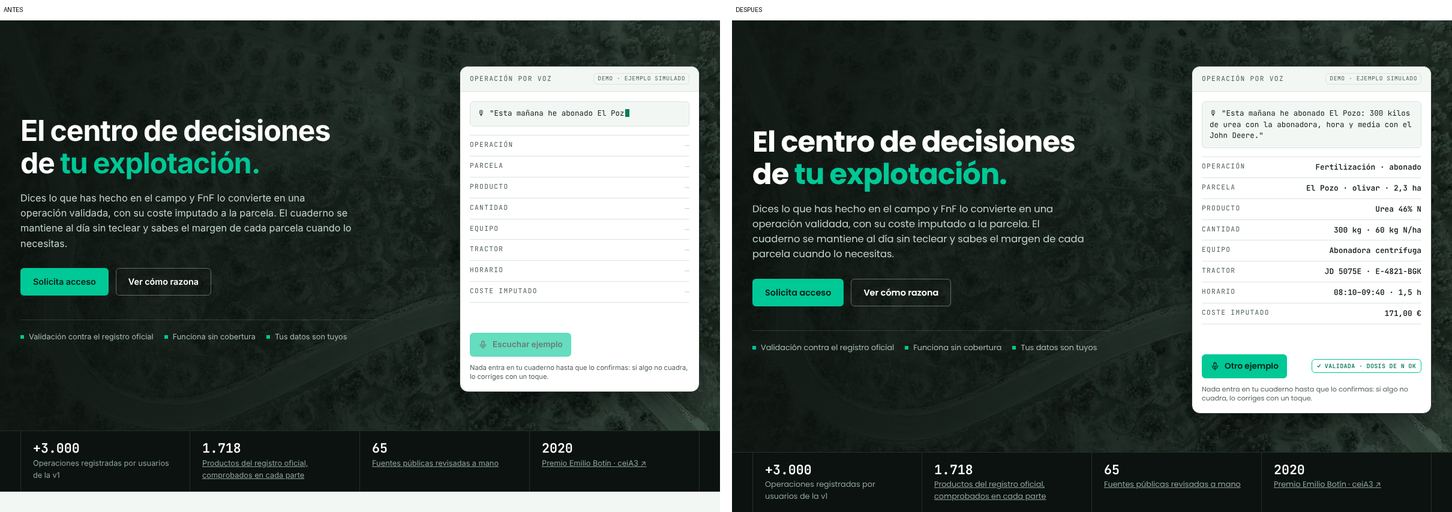 ANTES
El centro de decisiones
de tu explotación.
Dices lo que has hecho en el campo y FnF lo convierte en una
operación validada, con su coste imputado a la parcela. El cuaderno se
mantiene al día sin teclear y sabes el margen de cada parcela cuando lo
necesitas.
Solicita acceso
Ver cómo razona
Validación contra el registro oficial
Funciona sin cobertura
Tus datos son tuyos
OPERACIÓN POR VOZ
DEMO · EJEMPLO SIMULADO
"Esta mañana he abonado El Poz
OPERACIÓN —
PARCELA —
PRODUCTO —
CANTIDAD —
EQUIPO —
TRACTOR —
HORARIO —
COSTE IMPUTADO —
Escuchar ejemplo
Nada entra en tu cuaderno hasta que lo confirmas: si algo no cuadra,
lo corriges con un toque.
+3.000
Operaciones registradas por usuarios
de la v1
1.718
Productos del registro oficial,
comprobados en cada parte
65
Fuentes públicas revisadas a mano
2020
Premio Emilio Botín · ceiA3 ↗
DESPUES
El centro de decisiones
de tu explotación.
Dices lo que has hecho en el campo y FnF lo convierte en una
operación validada, con su coste imputado a la parcela. El
cuaderno se mantiene al día sin teclear y sabes el margen de cada
parcela cuando lo necesitas.
Solicita acceso
Ver cómo razona
Validación contra el registro oficial
Funciona sin cobertura
Tus datos son tuyos
OPERACIÓN POR VOZ
DEMO · EJEMPLO SIMULADO
"Esta mañana he abonado El Pozo: 300 kilos
de urea con la abonadora, hora y media con el
John Deere."
OPERACIÓN Fertilización · abonado
PARCELA El Pozo · olivar · 2,3 ha
PRODUCTO Urea 46% N
CANTIDAD 300 kg · 60 kg N/ha
EQUIPO Abonadora centrífuga
TRACTOR JD 5075E · E-4821-BGK
HORARIO 08:10–09:40 · 1,5 h
COSTE IMPUTADO 171,00 €
Otro ejemplo
✓ VALIDADA · DOSIS DE N OK
Nada entra en tu cuaderno hasta que lo confirmas: si algo no
cuadra, lo corriges con un toque.
+3.000
Operaciones registradas por
usuarios de la v1
1.718
Productos del registro oficial,
comprobados en cada parte
65
Fuentes públicas revisadas a mano
2020
Premio Emilio Botín · ceiA3 ↗